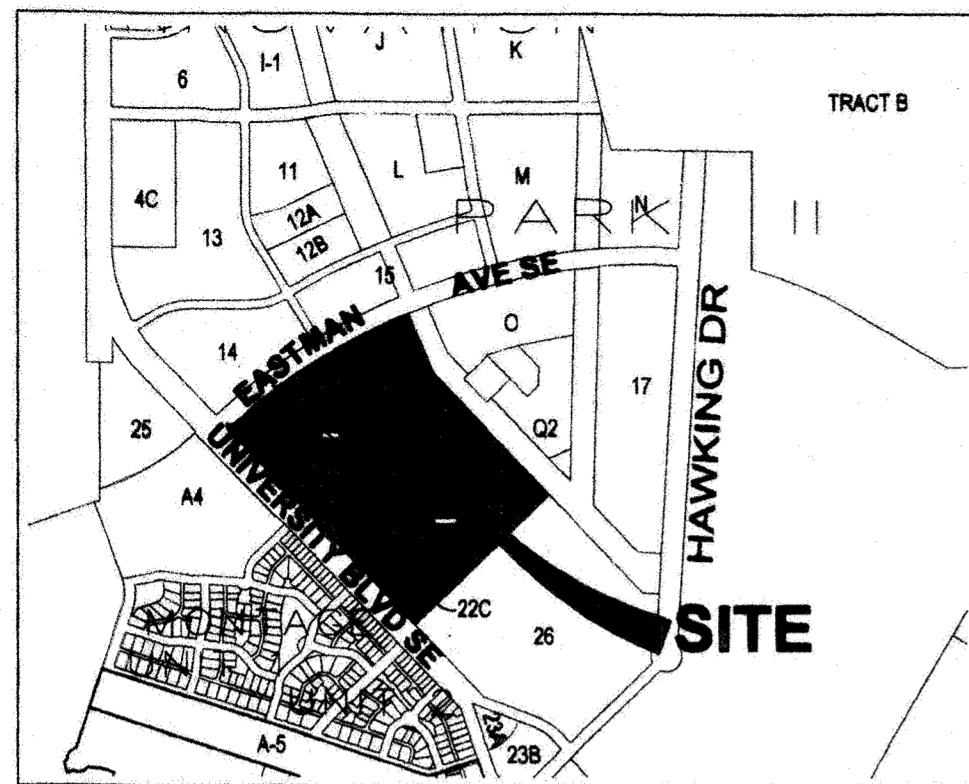 J
K
I-1
6
TRACT B
11
L
M
4C
12A
N
PARK II
13
12B
15
AVE SE
EASTMAN
O
14
17
HAWKING DR
25
Q2
UNIVERSITY BLVD SE
A4
22C
26
SITE
A-5
23A
23B